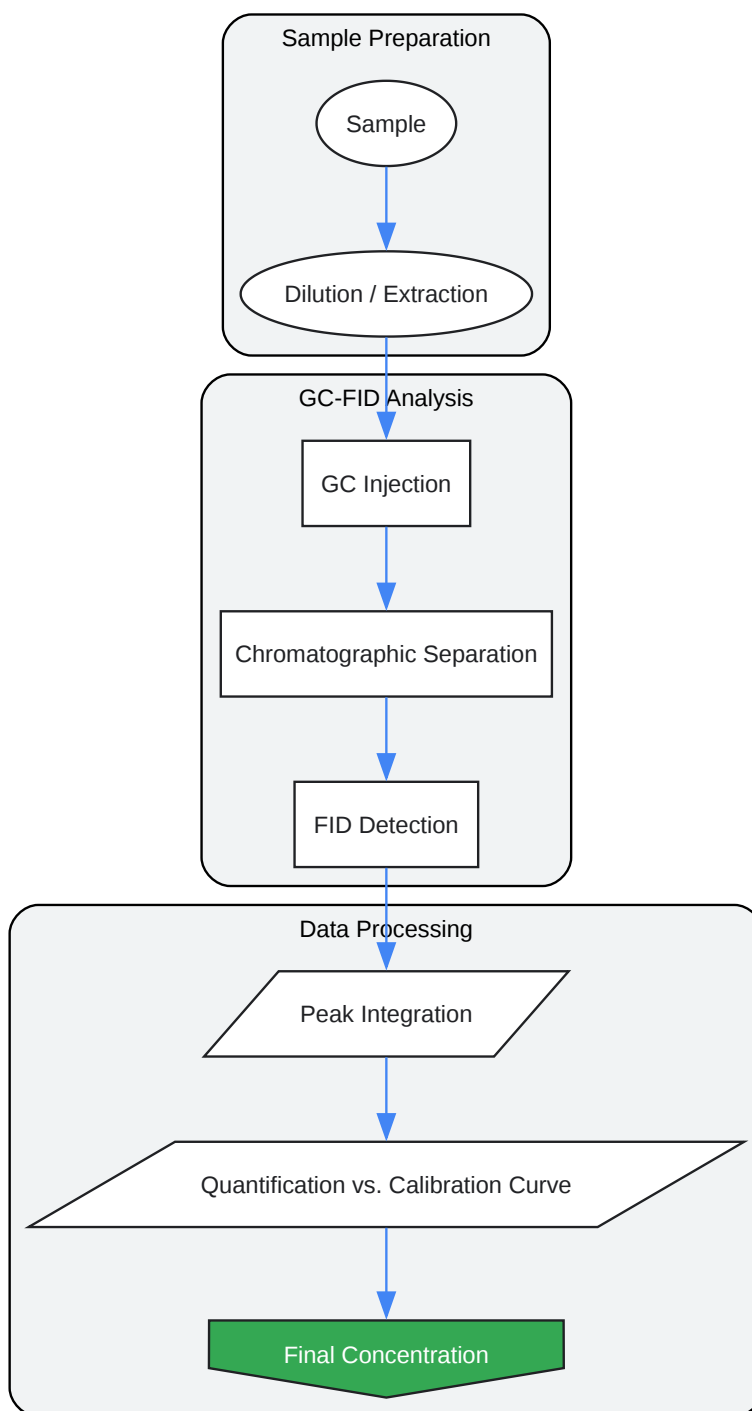 Sample Preparation
Sample
Dilution / Extraction
GC-FID Analysis
GC Injection
Chromatographic Separation
FID Detection
Data Processing
Peak Integration
Quantification vs. Calibration Curve
Final Concentration